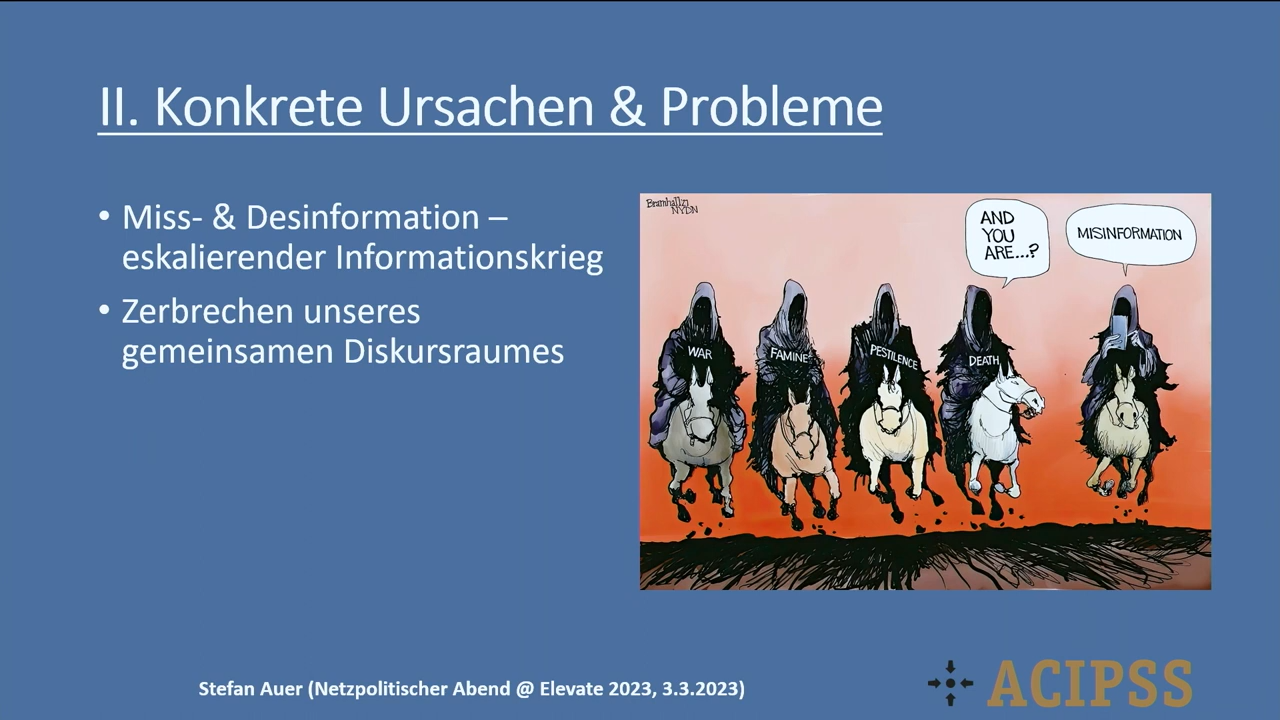 II. Konkrete Ursachen & Probleme
• Miss- & Desinformation –
eskalierender Informationskrieg
• Zerbrechen unseres
gemeinsamen Diskursraumes
Bramhall21
NYDN
AND
YOU
ARE...?
MISINFORMATION
WAR
FAMINE
PESTILENCE
DEATH
Stefan Auer (Netzpolitischer Abend @ Elevate 2023, 3.3.2023)
ACIPSS